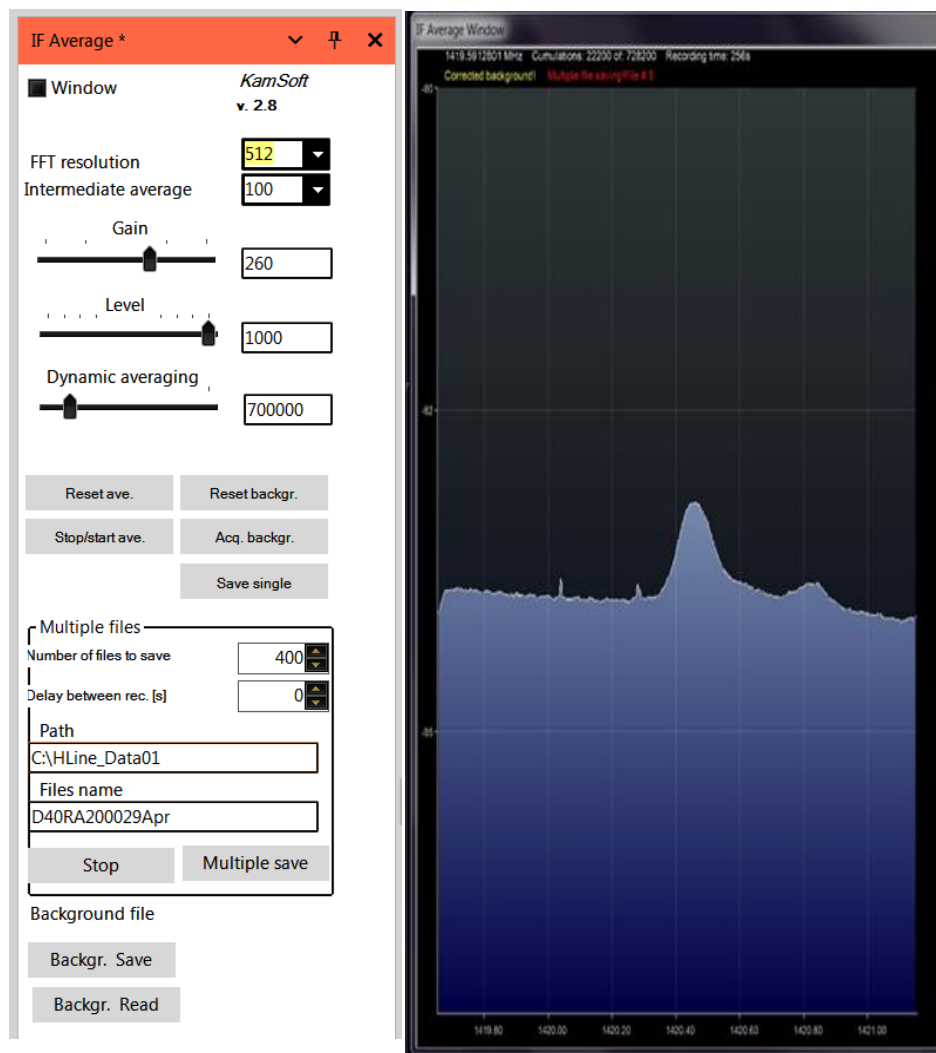 IF Average *
Window
KamSoft
v. 2.8
FFT resolution
512
Intermediate average
100
Gain
260
Level
1000
Dynamic averaging
700000
Reset ave.
Reset backgr.
Stop/start ave.
Acq. backgr.
Save single
Multiple files
Number of files to save
400
Delay between rec. [s]
0
Path
C:\HLine_Data01
Files name
D40RA200029Apr
Stop
Multiple save
Background file
Backgr. Save
Backgr. Read
IF Average Window
Cumulations: 22200 of: 728200 Recording time: 256s
Corrected background! Multiple file saving!File #
1419.80 1420.00 1420.20 1420.40 1420.60 1420.80 1421.00